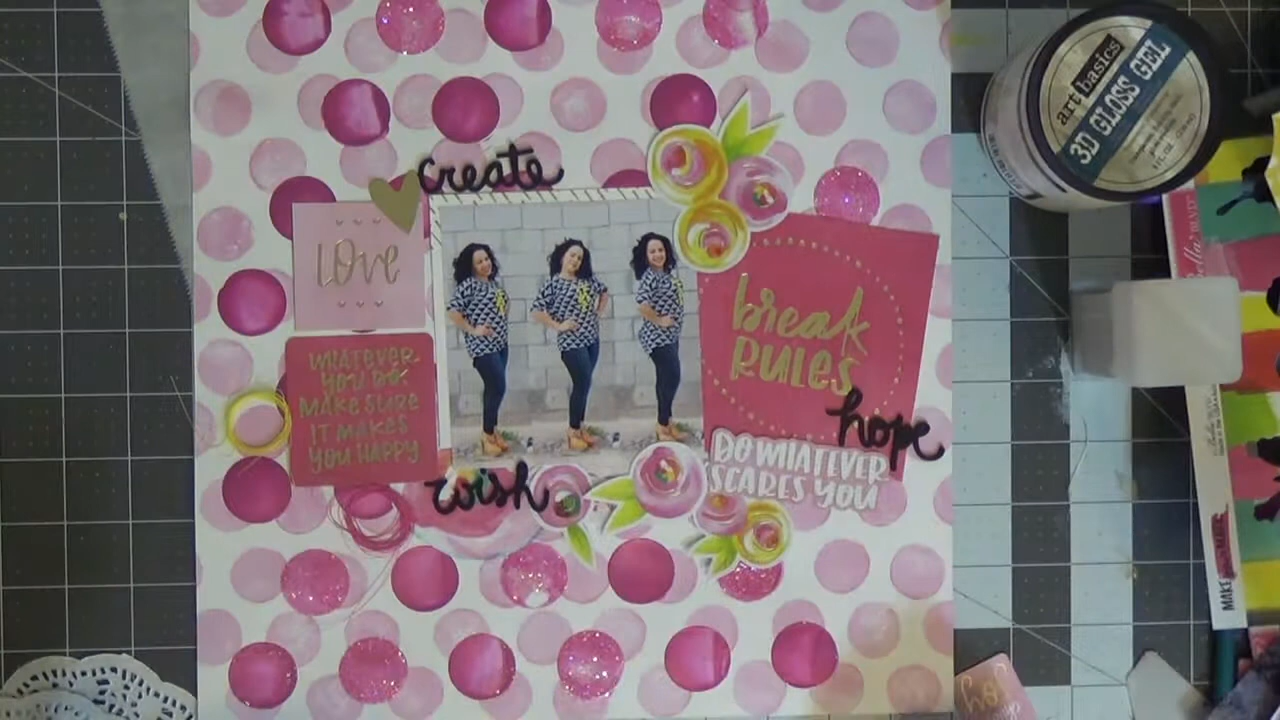 create
love
WHATEVER
YOU DO,
MAKE SURE
IT MAKES
YOU HAPPY
break
RULES
hope
DO WHATEVER
SCARES YOU
wish
art basics
3D GLOSS GEL
MAKE